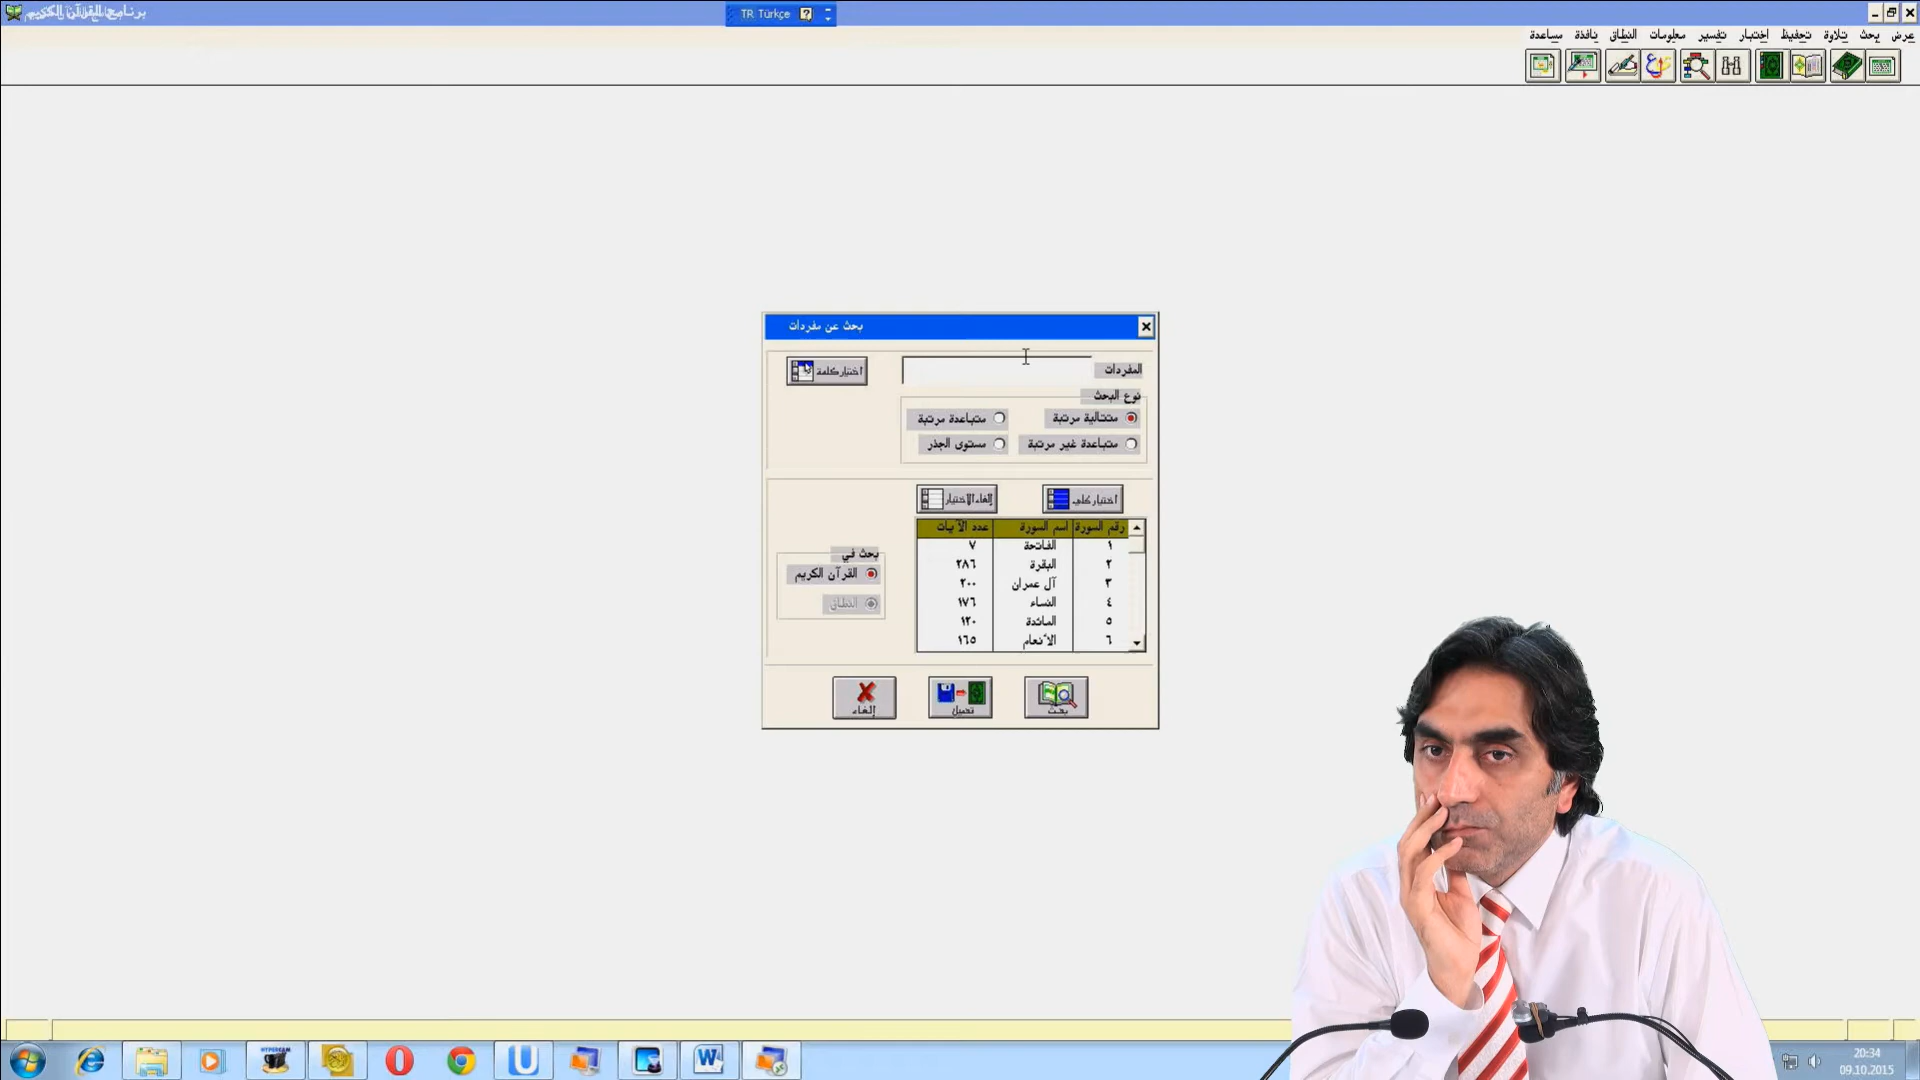 برنامج القرآن الكريم
TR Türkçe
عرض بحث تلاوة تحفيظ اختبار تفسير معلومات النطاق نافذة مساعدة
بحث عن مفردات
المفردات
اختيار كلمة
نوع البحث
متتالية مرتبة
متباعدة مرتبة
متباعدة غير مرتبة
مستوى الجذر
اختيار كلي
إلغاء الاختيار
رقم السورة اسم السورة عدد الآيات
١ الفاتحة ٧
٢ البقرة ٢٨٦
٣ آل عمران ٢٠٠
٤ النساء ١٧٦
٥ المائدة ١٢٠
٦ الأنعام ١٦٥
بحث في
القرآن الكريم
النطاق
بحث
تحميل
إلغاء
HYPERCAM
20:34
09.10.2015